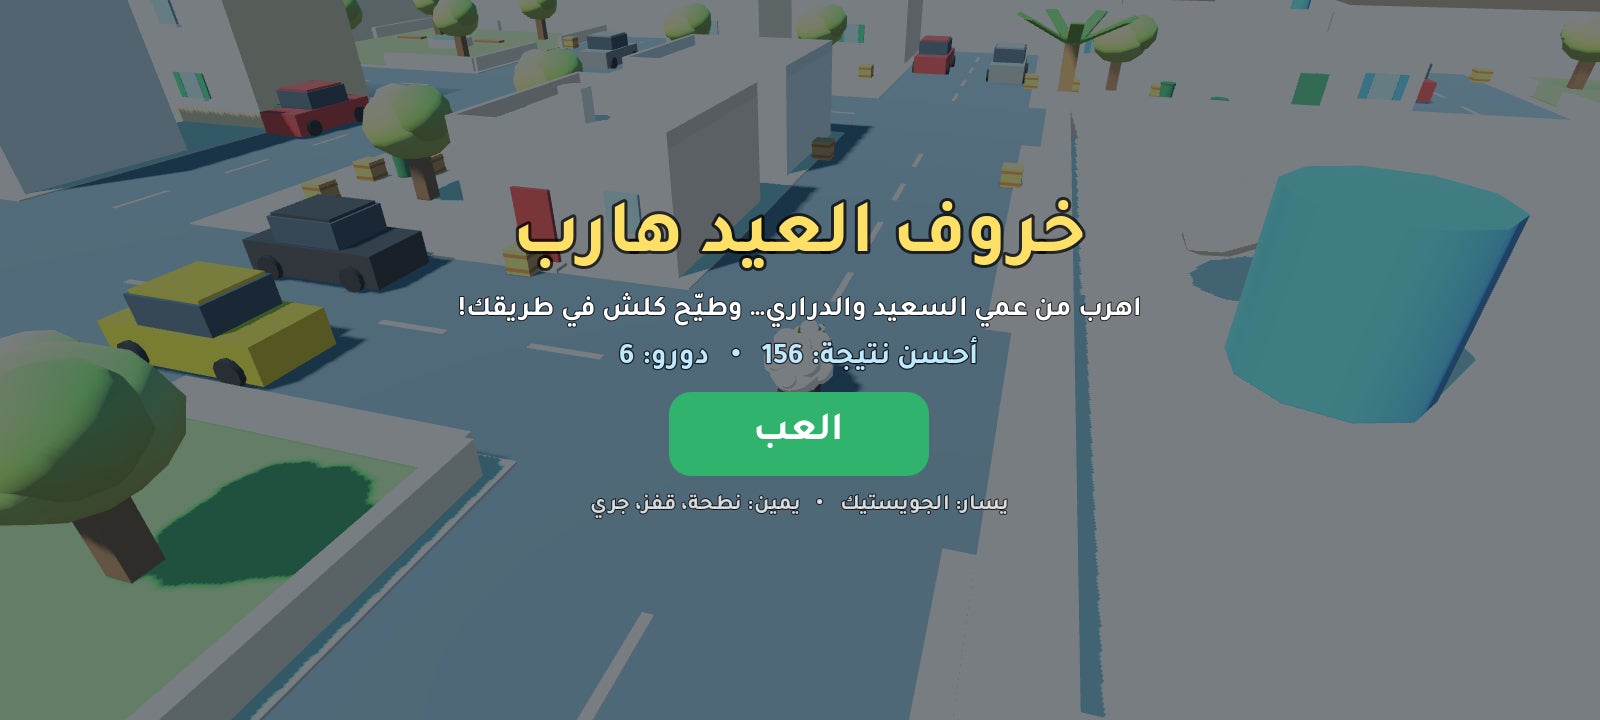 خروف العيد هارب
اهرب من عمي السعيد والدراري... وطيّح كلش في طريقك!
أحسن نتيجة: 156 • دورو: 6
العب
يسار: الجويستيك • يمين: نطحة، قفز، جري